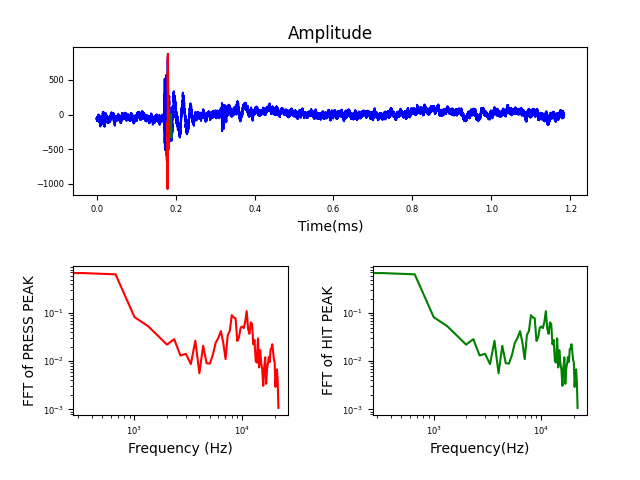 Amplitude
500
0
−500
−1000
0.0 0.2 0.4 0.6 0.8 1.0 1.2
Time(ms)
FFT of PRESS PEAK
10⁻¹
10⁻²
10⁻³
10³ 10⁴
Frequency (Hz)
FFT of HIT PEAK
10⁻¹
10⁻²
10⁻³
10³ 10⁴
Frequency(Hz)